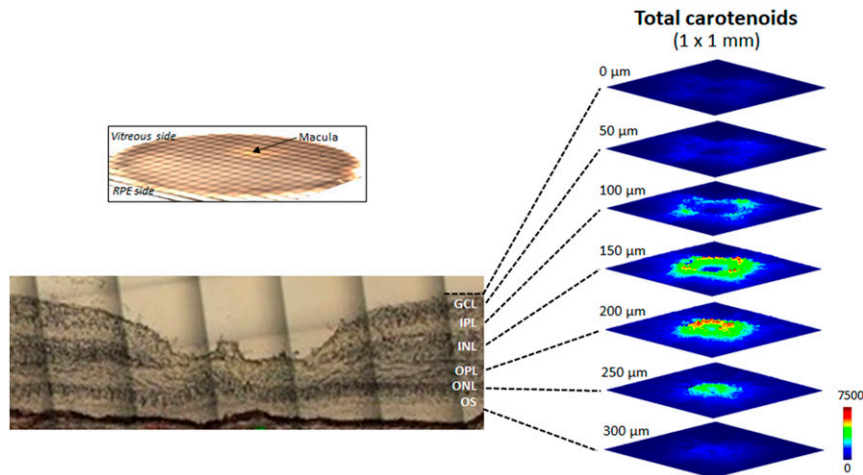 Total carotenoids
(1 x 1 mm)
0 µm
50 µm
100 µm
150 µm
200 µm
250 µm
300 µm
Vitreous side
Macula
RPE side
GCL
IPL
INL
OPL
ONL
OS
7500
0